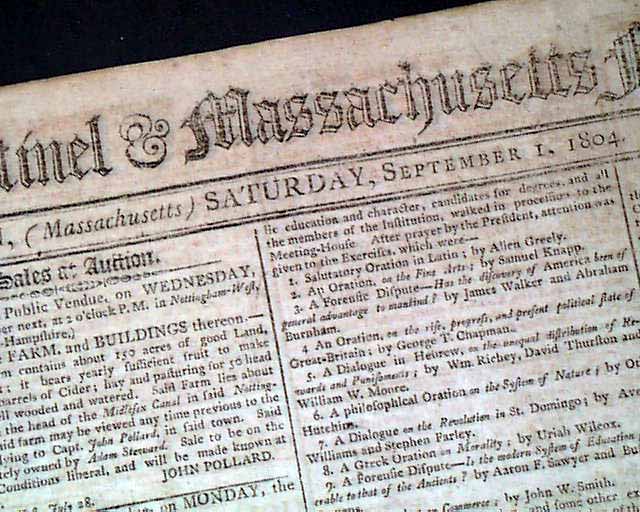 tinel & Massachusetts
(Massachusetts) SATURDAY, SEPTEMBER 1, 1804.
Sales at Auction.
Public Vendue, on WEDNESDAY,
next, at 2 o'clock P. M. in Nottingham-West,
-Hampshire,)
FARM, and BUILDINGS thereon.—
contains about 150 acres of good Land,
; it bears yearly sufficient fruit to make
barrels of Cider; hay and pasturing for 50 head
ll wooded and watered. Said Farm lies about
the head of the Midlesex Canal in said Notting-
aid farm may be viewed any time previous to the
lying to Capt. John Pollard, in said town. Said
ately owned by Adam Steward. Sale to be on the
Conditions liberal, and will be made known at
JOHN POLLARD.
July 28.
on MONDAY, the
lic education and character, candidates for degrees, and all
the members of the Institution, walked in procession to the
Meeting-House. After prayer by the President, attention was
given to the Exercises, which were—
1. Salutatory Oration in Latin; by Allen Greely.
2. An Oration, on the Fine Arts; by Samuel Knapp.
3. A Forensic Dispute—Has the discovery of America been of
general advantage to mankind? by James Walker and Abraham
Burnham.
4 An Oration, on the rise, progress, and present political state of
Great-Britain; by George T. Chapman.
5. A Dialogue in Hebrew, on the unequal distribution of Re-
wards and Punishments; by Wm. Richey, David Thurston and
William W. Moore.
6. A philosophical Oration on the System of Nature; by
Hutchins.
7. A Dialogue on the Revolution in St. Domingo; by
Williams and Stephen Farley.
8. A Greek Oration on Morality; by Uriah Wilcox.
9. A Forensic Dispute—Is the modern System of Education
erable to that of the Ancients? by Aaron F. Sawyer and
Commerce; by John W. Smith.
and some other